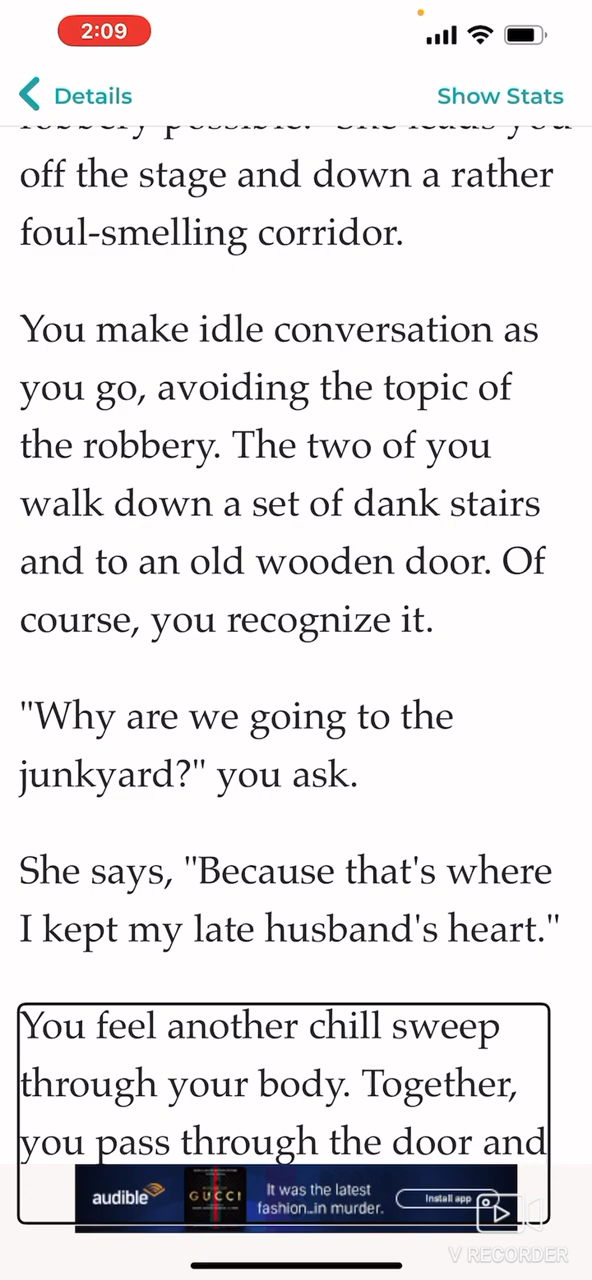 2:09
Details
Show Stats
off the stage and down a rather
foul-smelling corridor.
You make idle conversation as
you go, avoiding the topic of
the robbery. The two of you
walk down a set of dank stairs
and to an old wooden door. Of
course, you recognize it.
"Why are we going to the
junkyard?" you ask.
She says, "Because that's where
I kept my late husband's heart."
You feel another chill sweep
through your body. Together,
you pass through the door and
audible
GUCCI
It was the latest
fashion...in murder.
Install app
V RECORDER